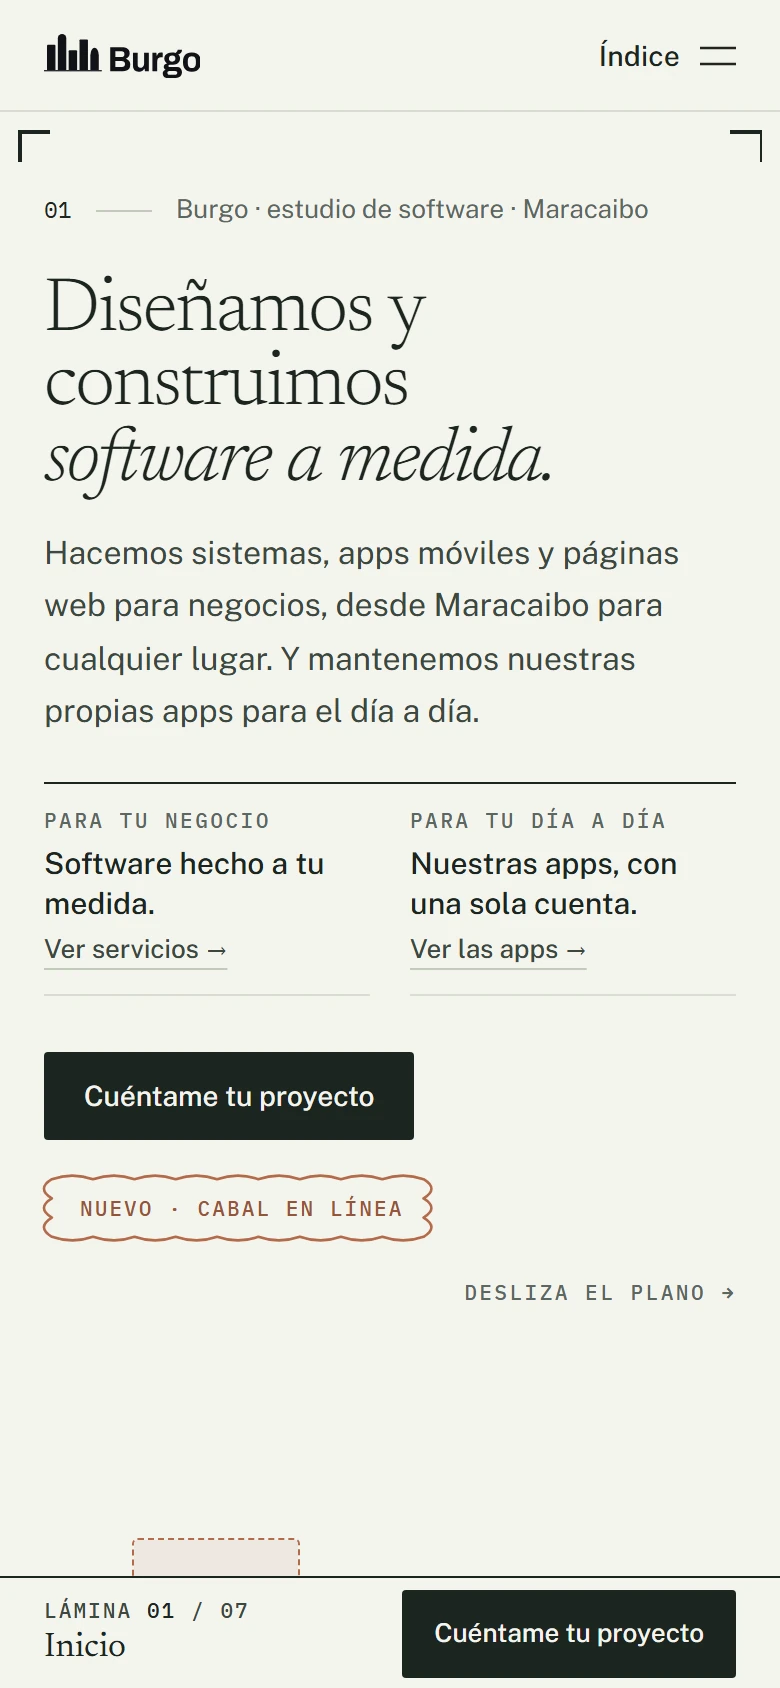 Burgo
Índice
01 Burgo · estudio de software · Maracaibo
Diseñamos y
construimos
software a medida.
Hacemos sistemas, apps móviles y páginas
web para negocios, desde Maracaibo para
cualquier lugar. Y mantenemos nuestras
propias apps para el día a día.
PARA TU NEGOCIO
Software hecho a tu
medida.
Ver servicios →
PARA TU DÍA A DÍA
Nuestras apps, con
una sola cuenta.
Ver las apps →
Cuéntame tu proyecto
NUEVO · CABAL EN LÍNEA
DESLIZA EL PLANO →
LÁMINA 01 / 07
Inicio
Cuéntame tu proyecto